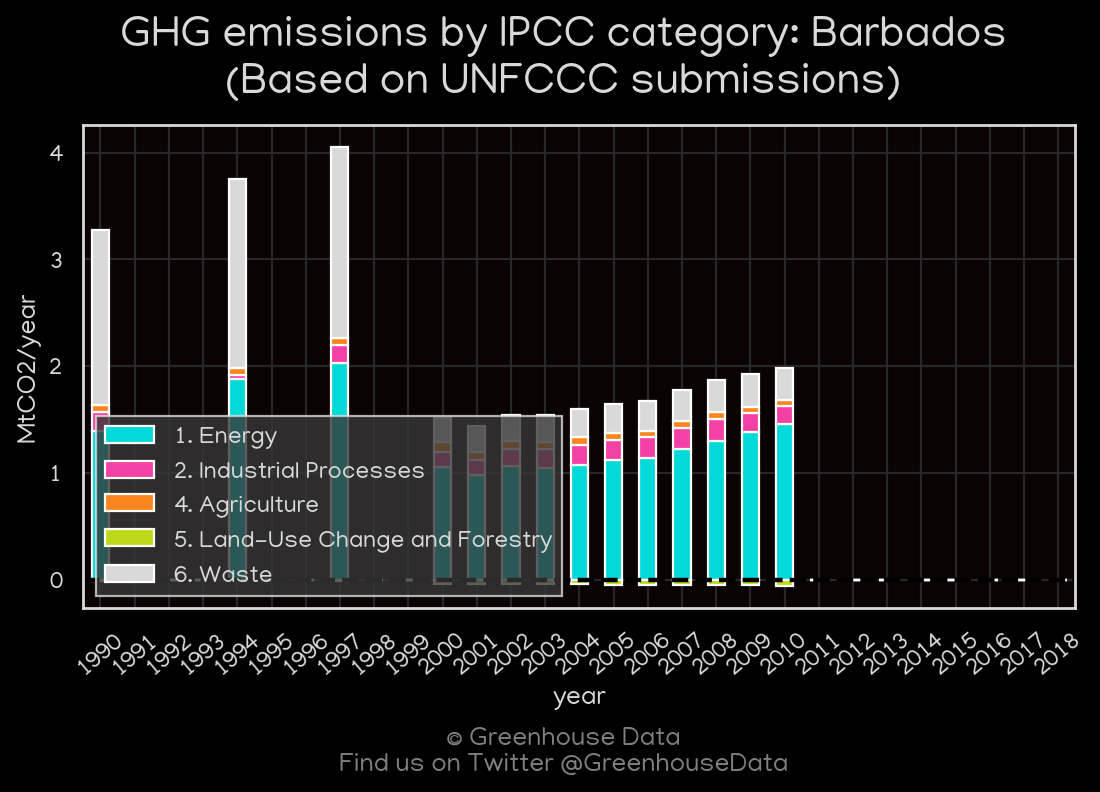 GHG emissions by IPCC category: Barbados
(Based on UNFCCC submissions)
4
3
2
1
0
MtCO2/year
1. Energy
2. Industrial Processes
4. Agriculture
5. Land-Use Change and Forestry
6. Waste
1990 1991 1992 1993 1994 1995 1996 1997 1998 1999 2000 2001 2002 2003 2004 2005 2006 2007 2008 2009 2010 2011 2012 2013 2014 2015 2016 2017 2018
year
© Greenhouse Data
Find us on Twitter @GreenhouseData